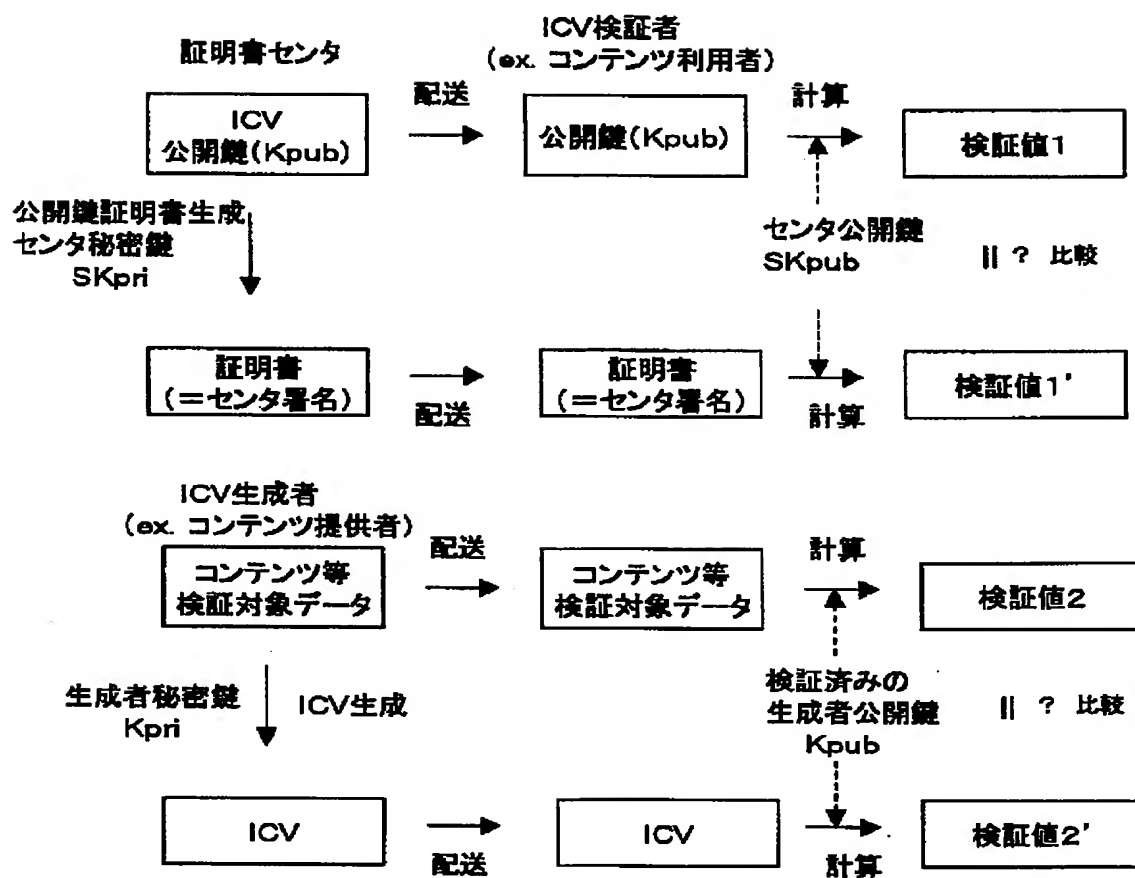 証明書センタ
ICV検証者
(ex. コンテンツ利用者)
ICV
公開鍵(Kpub)
配送
公開鍵(Kpub)
計算
検証値1
公開鍵証明書生成
センタ秘密鍵
SKpri
センタ公開鍵
SKpub
|| ? 比較
証明書
(=センタ署名)
配送
証明書
(=センタ署名)
計算
検証値1'
ICV生成者
(ex. コンテンツ提供者)
コンテンツ等
検証対象データ
配送
コンテンツ等
検証対象データ
計算
検証値2
生成者秘密鍵
Kpri
ICV生成
検証済みの
生成者公開鍵
Kpub
|| ? 比較
ICV
配送
ICV
計算
検証値2'